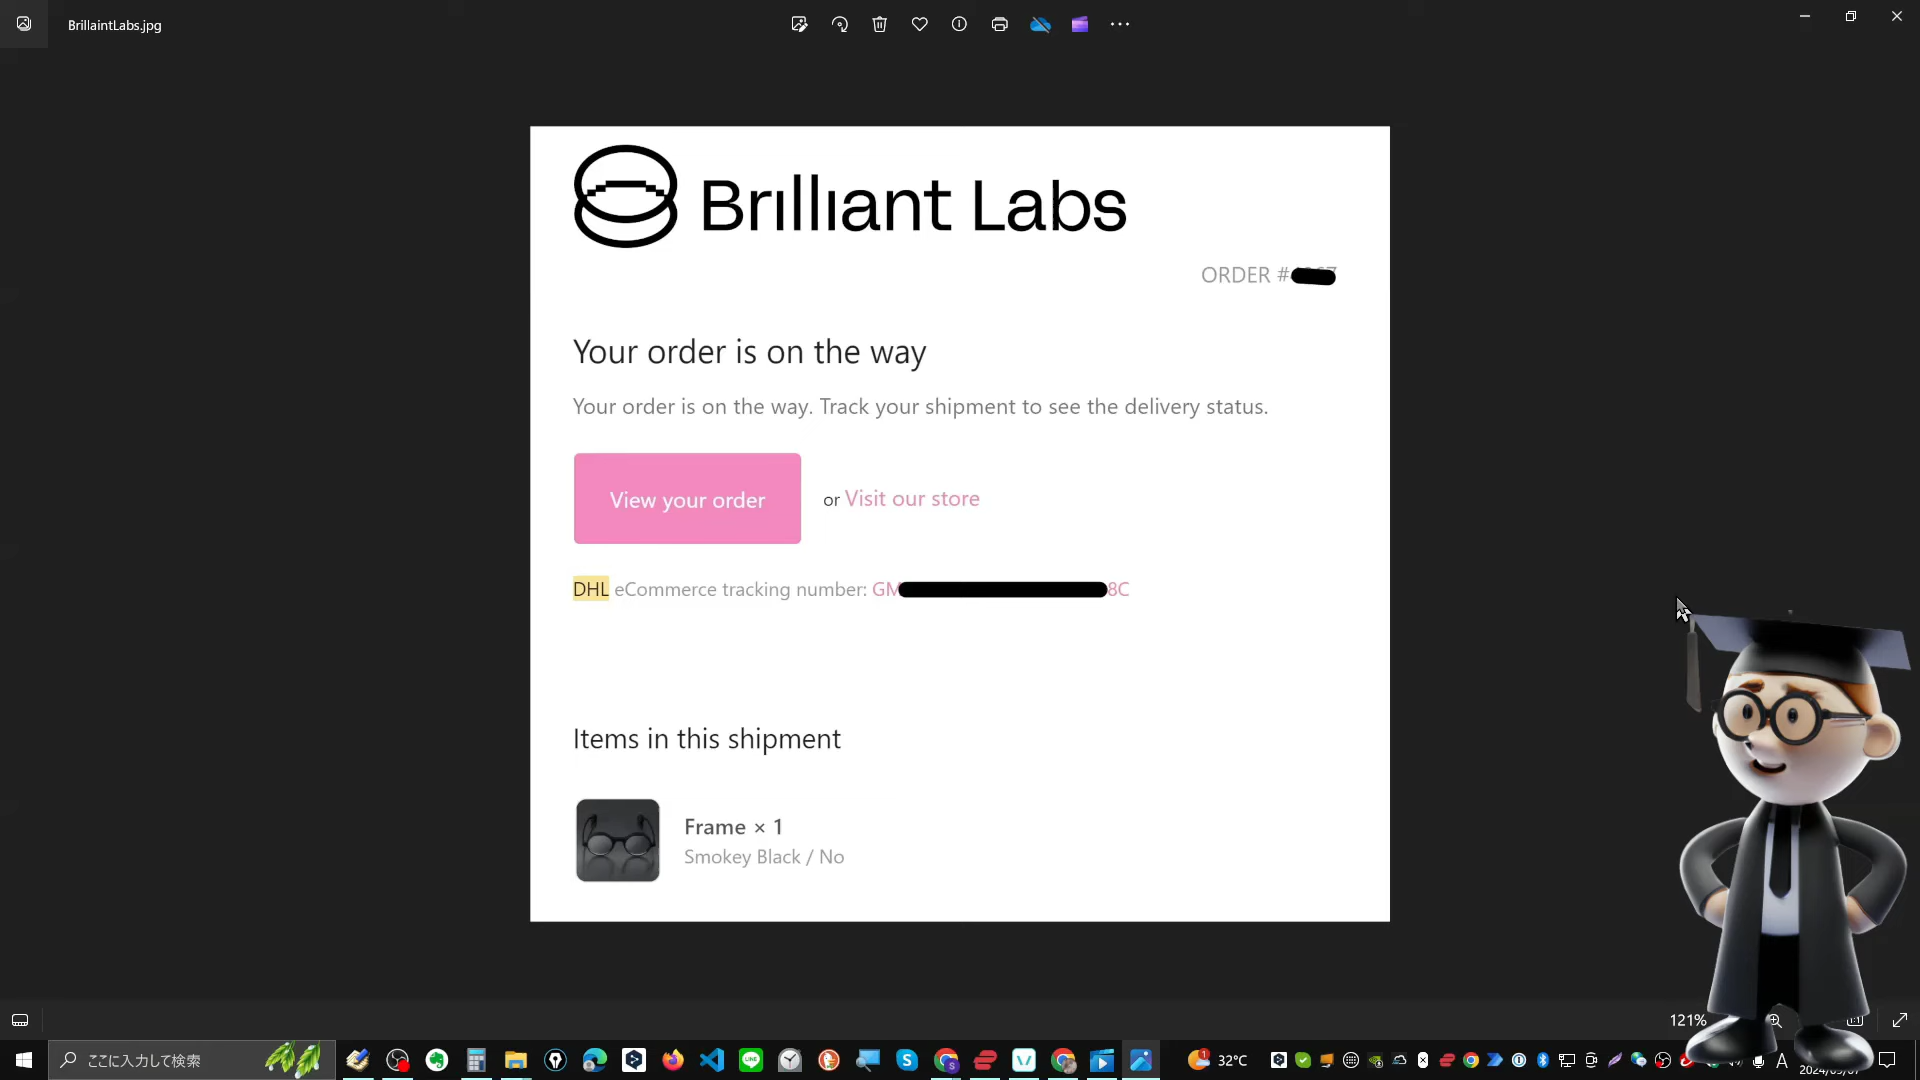 BrillaintLabs.jpg
Brilliant Labs
ORDER #
Your order is on the way
Your order is on the way. Track your shipment to see the delivery status.
View your order
or Visit our store
DHL eCommerce tracking number: GM 8C
Items in this shipment
Frame × 1
Smokey Black / No
121%
ここに入力して検索
32°C
A